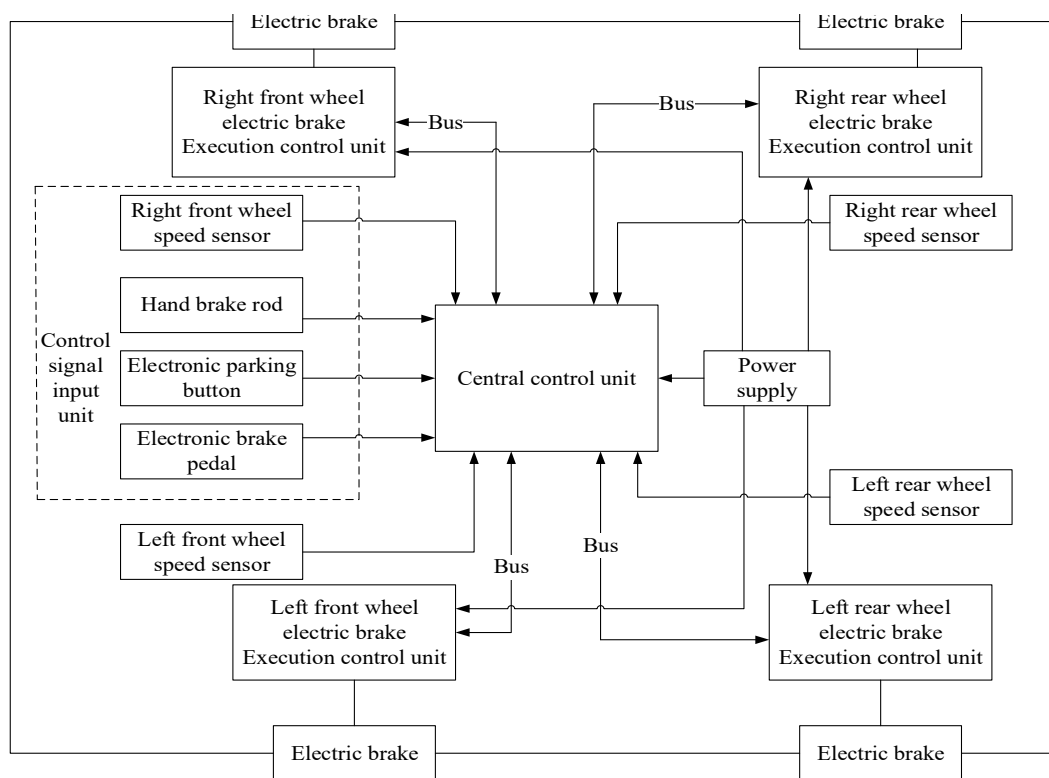 Electric brake
Electric brake
Right front wheel
electric brake
Execution control unit
Bus
Bus
Right rear wheel
electric brake
Execution control unit
Right front wheel
speed sensor
Right rear wheel
speed sensor
Hand brake rod
Control
signal
input
unit
Electronic parking
button
Central control unit
Power
supply
Electronic brake
pedal
Left rear wheel
speed sensor
Left front wheel
speed sensor
Bus
Bus
Left front wheel
electric brake
Execution control unit
Left rear wheel
electric brake
Execution control unit
Electric brake
Electric brake